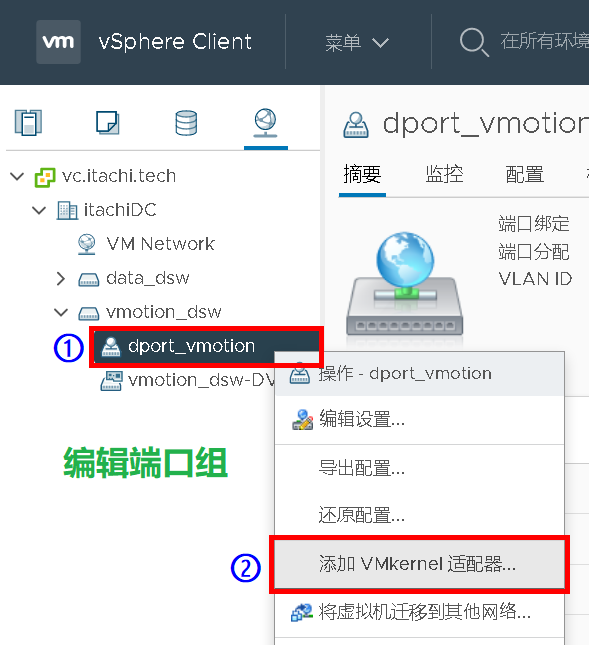 vm vSphere Client 菜单 在所有环境
dport_vmotion
摘要 监控 配置
vc.itachi.tech
itachiDC
VM Network
data_dsw
vmotion_dsw
① dport_vmotion
vmotion_dsw-DV
端口绑定
端口分配
VLAN ID
操作 - dport_vmotion
编辑设置...
导出配置...
还原配置...
② 添加 VMkernel 适配器...
将虚拟机迁移到其他网络...
编辑端口组